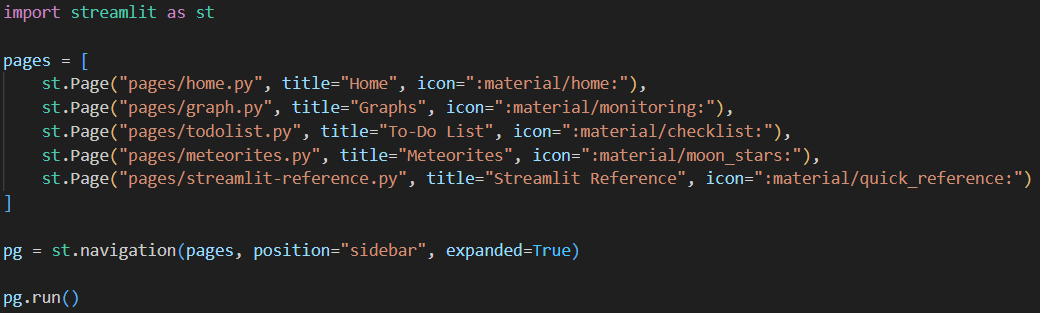 import streamlit as st
pages = [
    st.Page("pages/home.py", title="Home", icon=":material/home:"),
    st.Page("pages/graph.py", title="Graphs", icon=":material/monitoring:"),
    st.Page("pages/todolist.py", title="To-Do List", icon=":material/checklist:"),
    st.Page("pages/meteorites.py", title="Meteorites", icon=":material/moon_stars:"),
    st.Page("pages/streamlit-reference.py", title="Streamlit Reference", icon=":material/quick_reference:")
]
pg = st.navigation(pages, position="sidebar", expanded=True)
pg.run()